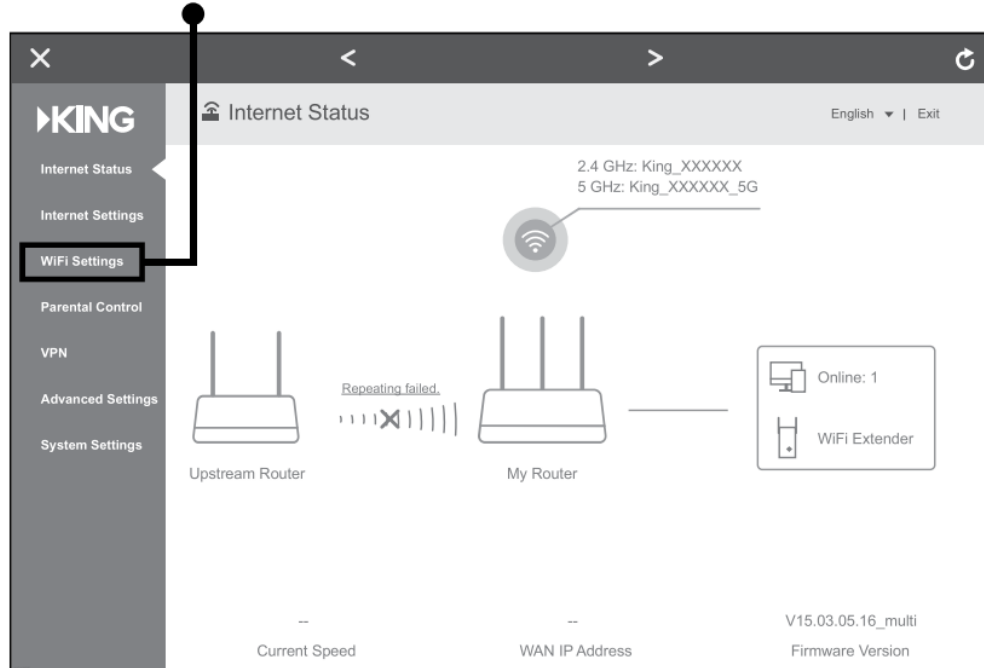 KING
Internet Status
English | Exit
Internet Status
Internet Settings
WiFi Settings
Parental Control
VPN
Advanced Settings
System Settings
2.4 GHz: King_XXXXXX
5 GHz: King_XXXXXX_5G
Repeating failed.
Upstream Router
My Router
Online: 1
WiFi Extender
--
Current Speed
--
WAN IP Address
V15.03.05.16_multi
Firmware Version